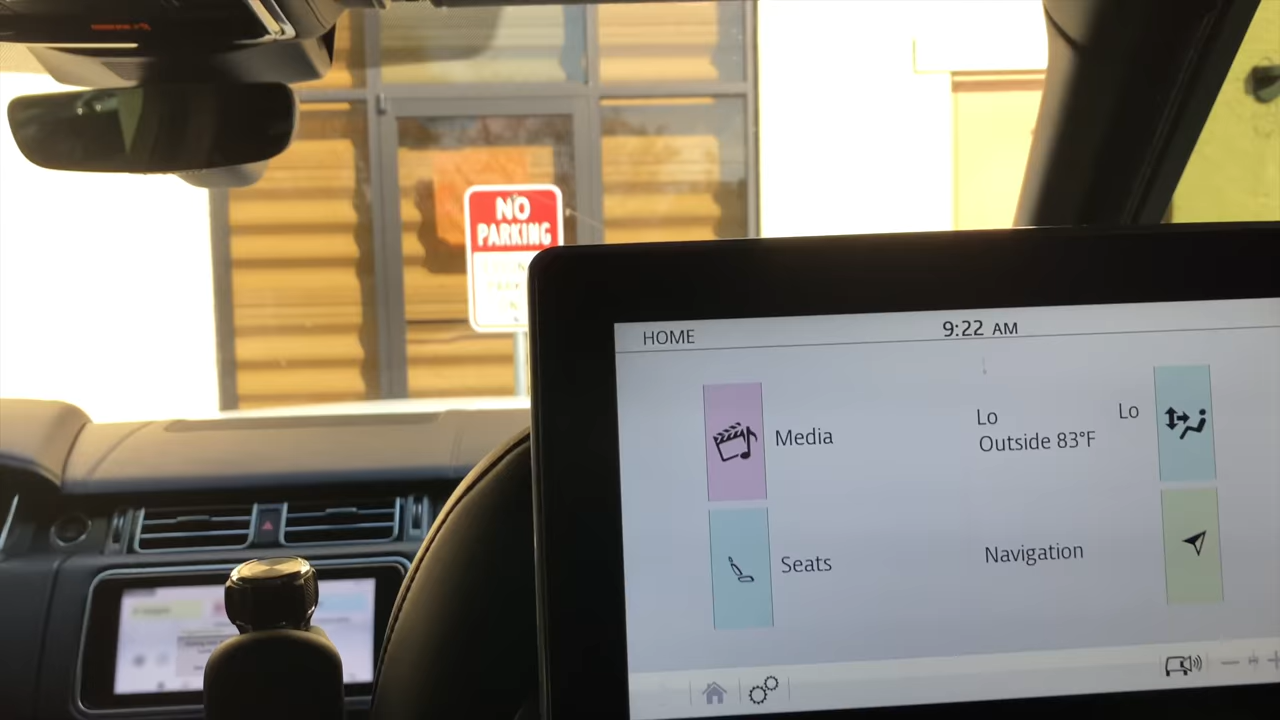 NO
PARKING
HOME
9:22 AM
Media
Lo
Lo
Outside 83°F
Seats
Navigation